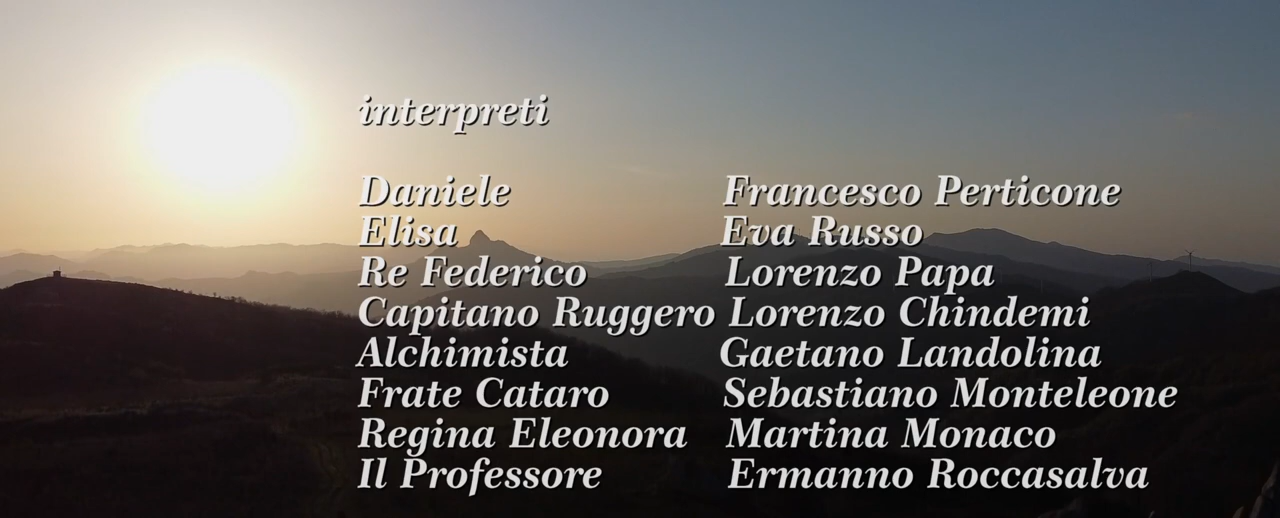 interpreti
Daniele Francesco Perticone
Elisa Eva Russo
Re Federico Lorenzo Papa
Capitano Ruggero Lorenzo Chindemi
Alchimista Gaetano Landolina
Frate Cataro Sebastiano Monteleone
Regina Eleonora Martina Monaco
Il Professore Ermanno Roccasalva